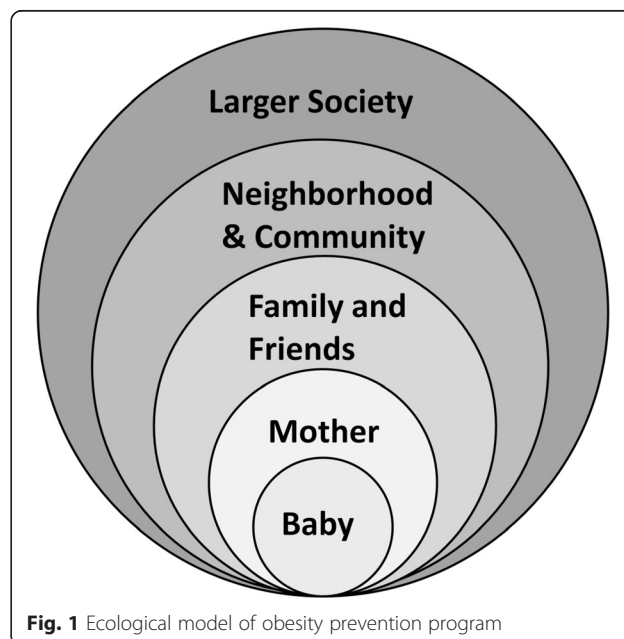 Larger Society
Neighborhood
& Community
Family and
Friends
Mother
Baby
Fig. 1 Ecological model of obesity prevention program